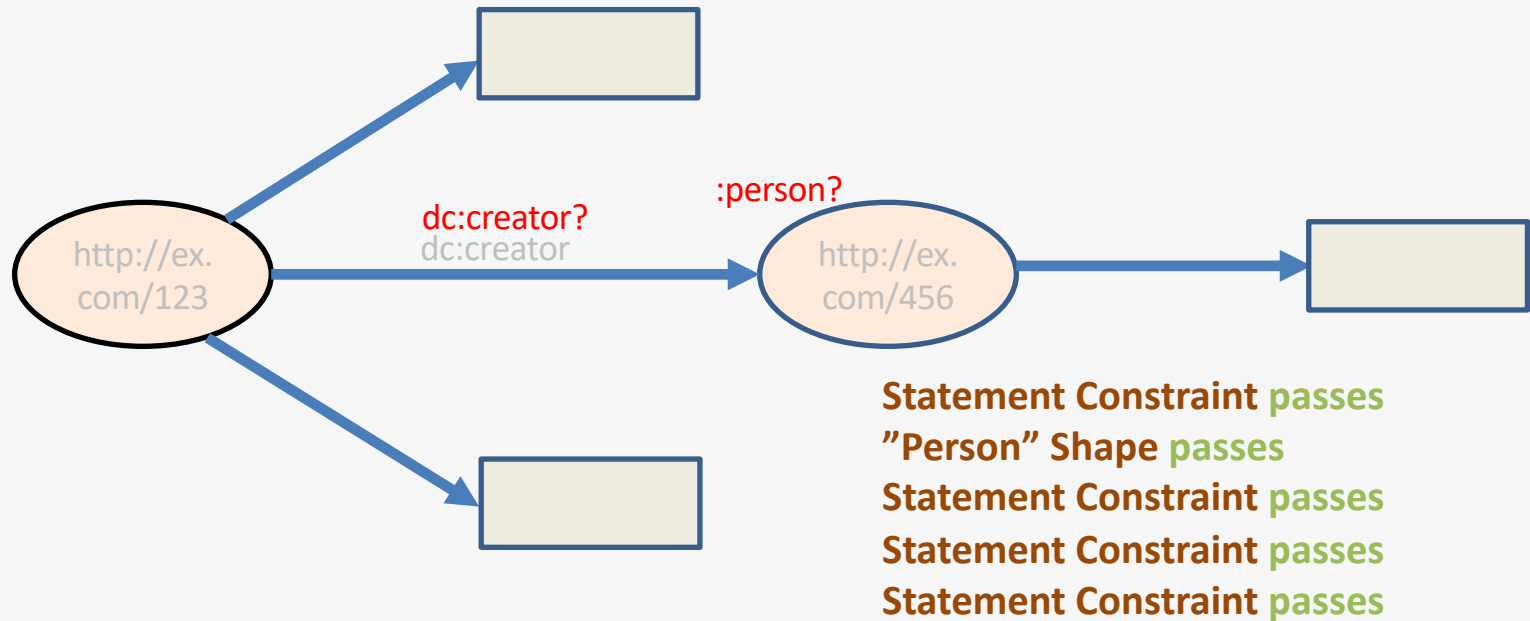 :person?
dc:creator?
dc:creator
http://ex.
com/123
http://ex.
com/456
Statement Constraint passes
”Person” Shape passes
Statement Constraint passes
Statement Constraint passes
Statement Constraint passes